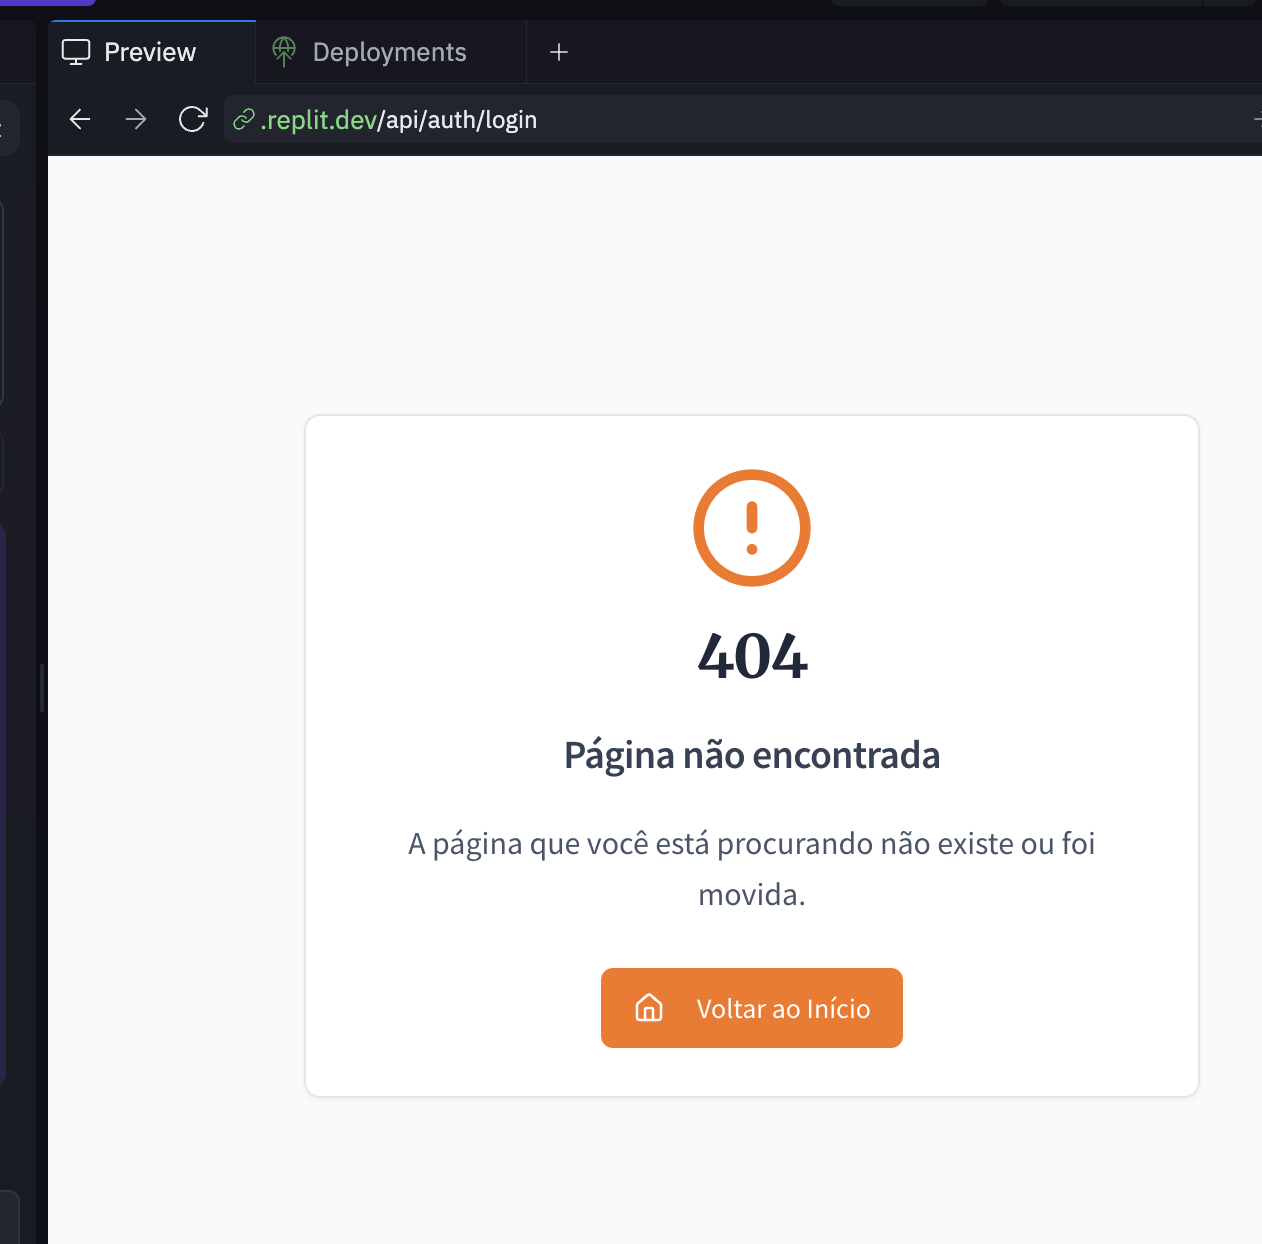 Preview
Deployments
.replit.dev/api/auth/login
404
Página não encontrada
A página que você está procurando não existe ou foi
movida.
Voltar ao Início